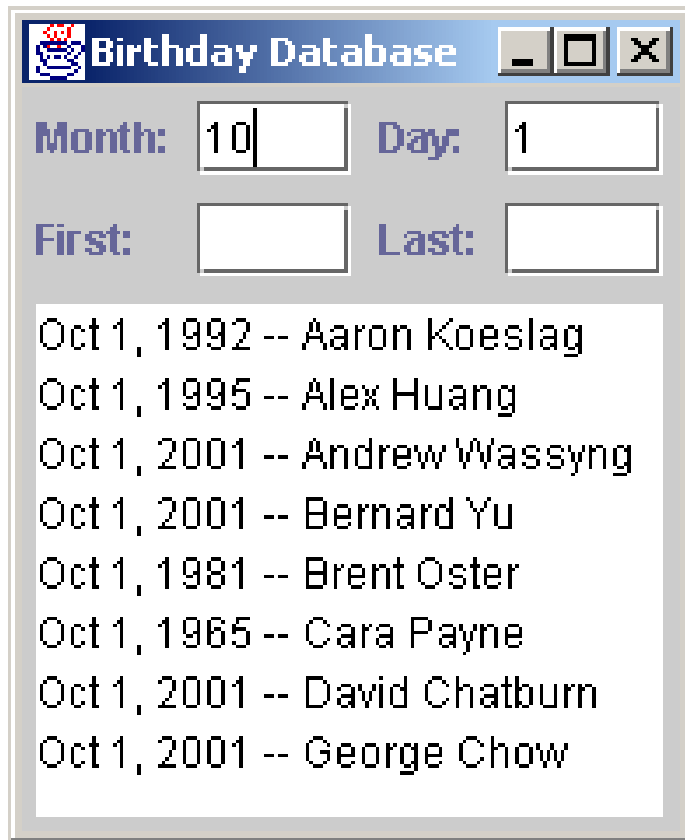 Birthday Database
Month: 10 Day: 1
First: Last:
Oct 1, 1992 -- Aaron Koeslag
Oct 1, 1995 -- Alex Huang
Oct 1, 2001 -- Andrew Wassyng
Oct 1, 2001 -- Bernard Yu
Oct 1, 1981 -- Brent Oster
Oct 1, 1965 -- Cara Payne
Oct 1, 2001 -- David Chatburn
Oct 1, 2001 -- George Chow